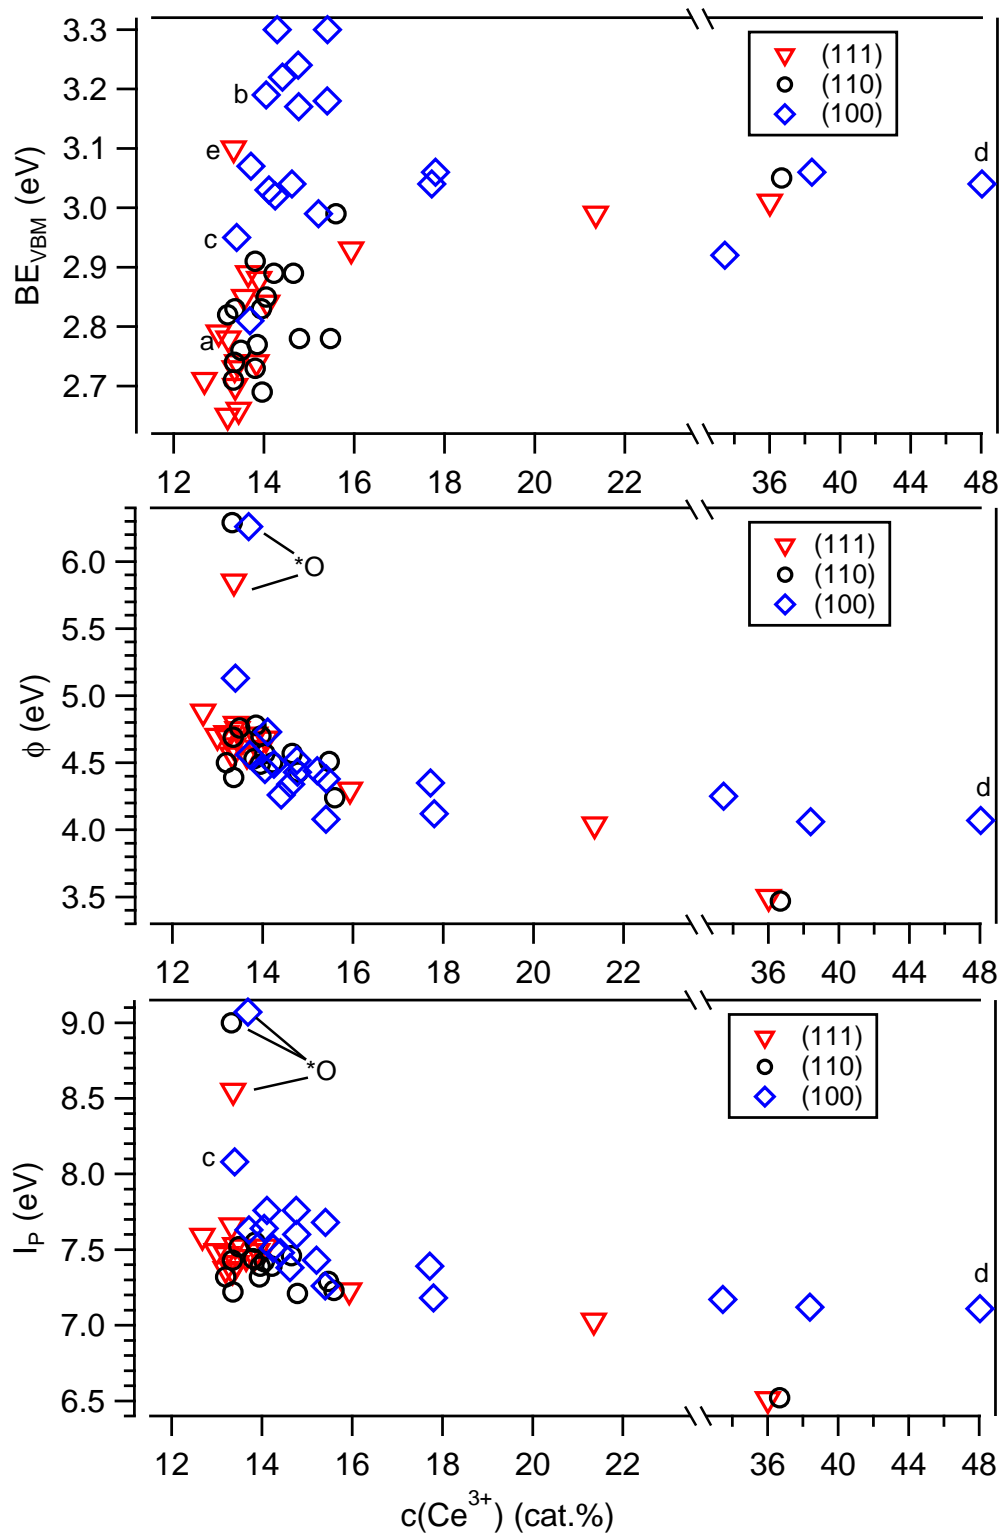 3.3
3.2
3.1
3.0
2.9
2.8
2.7
BE_VBM (eV)
b
e
c
a
d
(111)
(110)
(100)
12 14 16 18 20 22 36 40 44 48
6.0
5.5
5.0
4.5
4.0
3.5
ϕ (eV)
*O
d
(111)
(110)
(100)
12 14 16 18 20 22 36 40 44 48
9.0
8.5
8.0
7.5
7.0
6.5
I_P (eV)
*O
c
d
(111)
(110)
(100)
12 14 16 18 20 22 36 40 44 48
c(Ce³⁺) (cat.%)